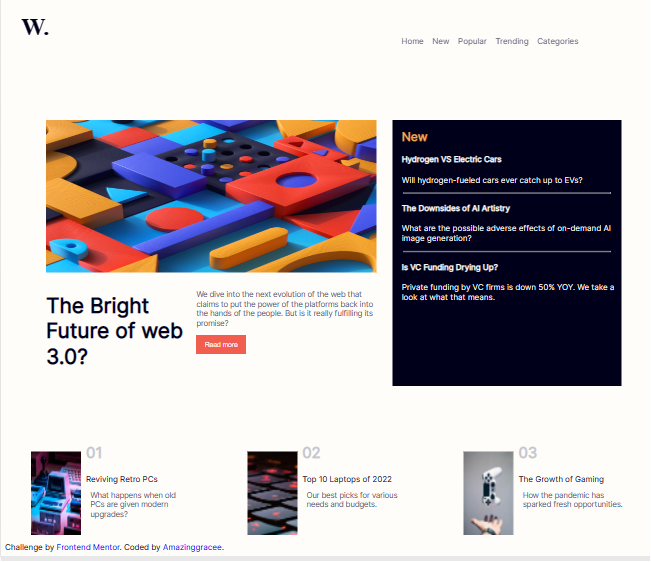 W.
Home New Popular Trending Categories
New
Hydrogen VS Electric Cars
Will hydrogen-fueled cars ever catch up to EVs?
The Downsides of AI Artistry
What are the possible adverse effects of on-demand AI
image generation?
Is VC Funding Drying Up?
Private funding by VC firms is down 50% YOY. We take a
look at what that means.
The Bright
Future of web
3.0?
We dive into the next evolution of the web that
claims to put the power of the platforms back into
the hands of the people. But is it really fulfilling its
promise?
Read more
01
Reviving Retro PCs
What happens when old
PCs are given modern
upgrades?
02
Top 10 Laptops of 2022
Our best picks for various
needs and budgets.
03
The Growth of Gaming
How the pandemic has
sparked fresh opportunities.
Challenge by Frontend Mentor. Coded by Amazinggracee.